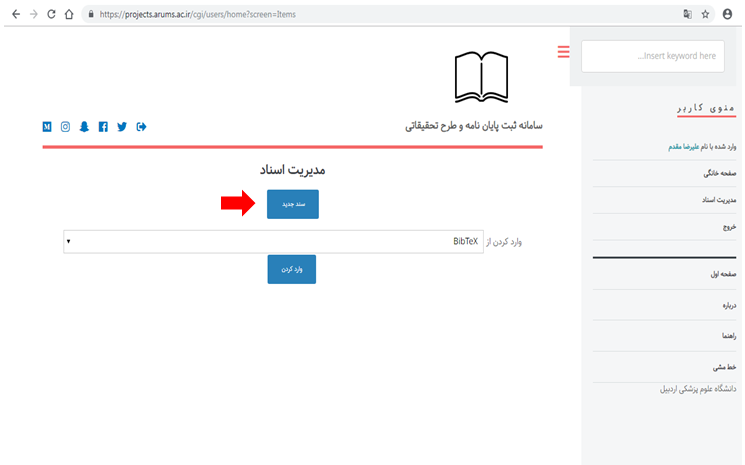 https://projects.arums.ac.ir/cgi/users/home?screen=Items
...Insert keyword here
منوی کاربر
سامانه ثبت پایان نامه و طرح تحقیقاتی
وارد شده با نام علیرضا مقدم
صفحه خانگی
مدیریت اسناد
خروج
صفحه اول
درباره
راهنما
خط مشی
دانشگاه علوم پزشکی اردبیل
مدیریت اسناد
سند جدید
وارد کردن از BibTeX
وارد کردن